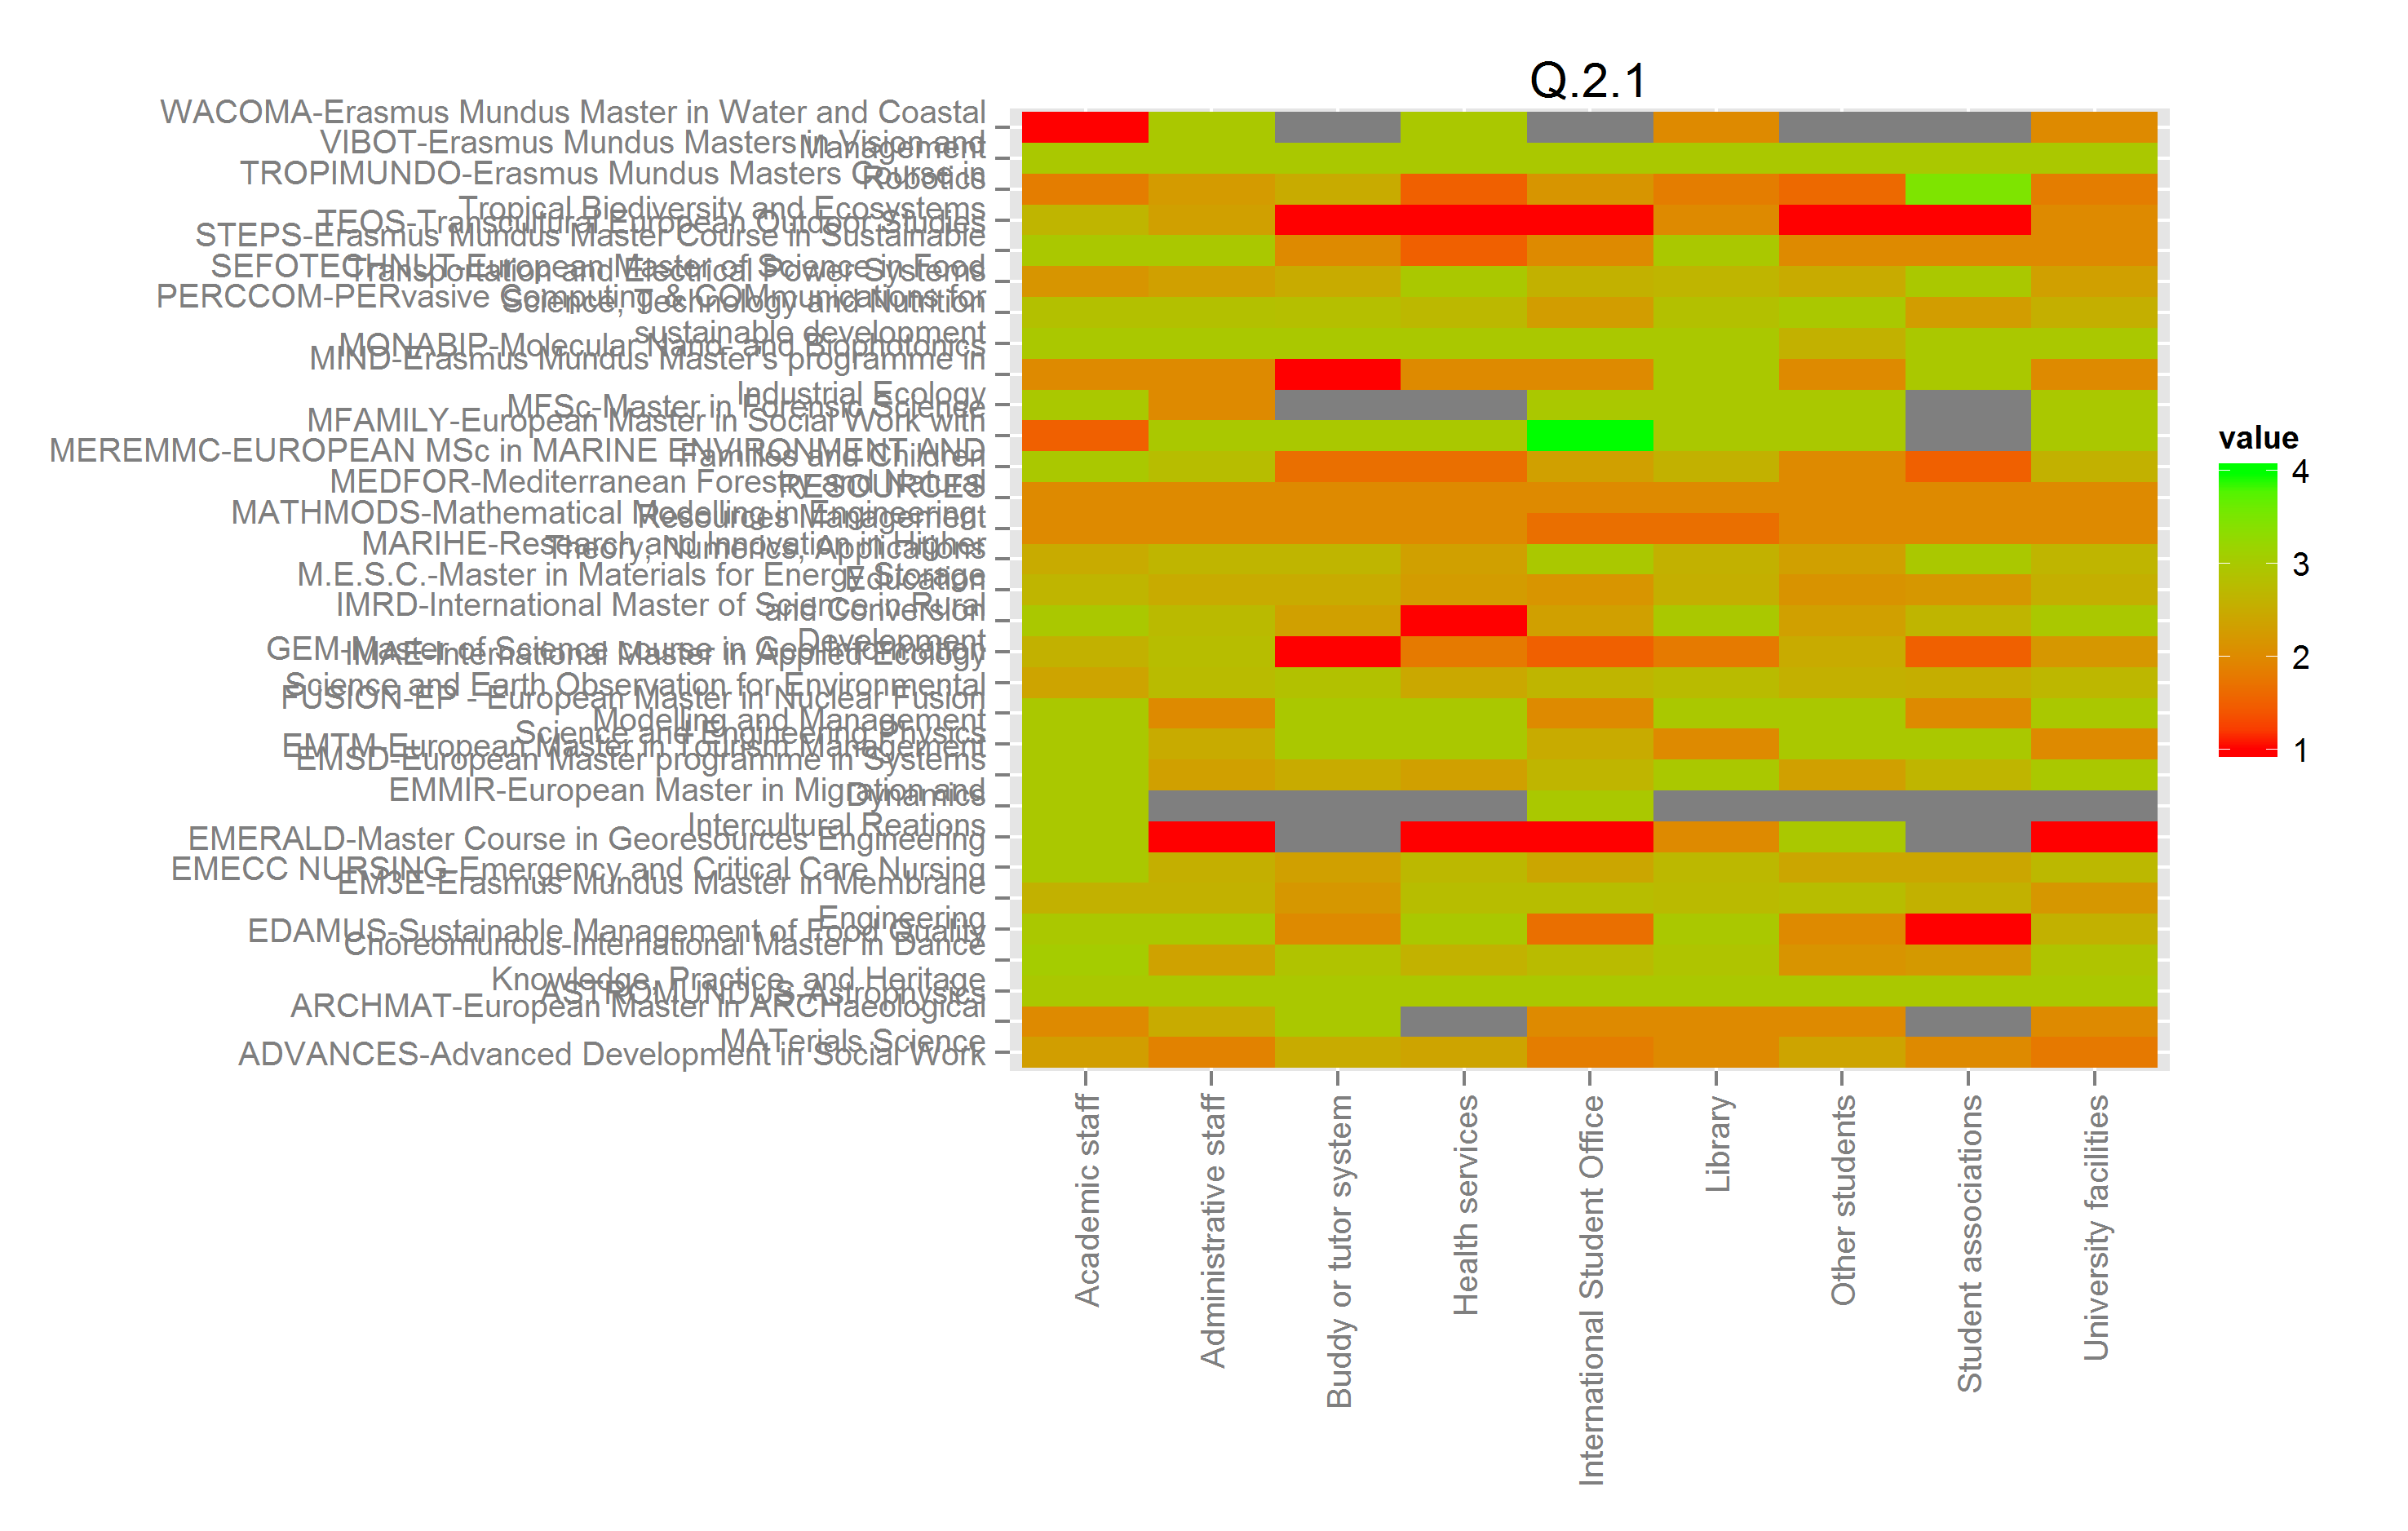 Q.2.1
WACOMA-Erasmus Mundus Master in Water and Coastal
Management
VIBOT-Erasmus Mundus Masters in Vision and
Robotics
TROPIMUNDO-Erasmus Mundus Masters Course in
Tropical Biodiversity and Ecosystems
TEOS-Transcultural European Outdoor Studies
STEPS-Erasmus Mundus Master Course in Sustainable
Transportation and Electrical Power Systems
SEFOTECHNUT-European Master of Science in Food
Science, Technology and Nutrition
PERCCOM-PERvasive Computing & COMmunications for
sustainable development
MONABIP-Molecular Nano- and Biophotonics
MIND-Erasmus Mundus Master's programme in
Industrial Ecology
MFSc-Master in Forensic Science
MFAMILY-European Master in Social Work with
Families and Children
MEREMMC-EUROPEAN MSc in MARINE ENVIRONMENT AND
RESOURCES
MEDFOR-Mediterranean Forestry and Natural
Resources Management
MATHMODS-Mathematical Modelling in Engineering:
Theory, Numerics, Applications
MARIHE-Research and Innovation in Higher
Education
M.E.S.C.-Master in Materials for Energy Storage
and Conversion
IMRD-International Master of Science in Rural
Development
IMAE-International Master in Applied Ecology
GEM-Master of Science course in Geo-Information
Science and Earth Observation for Environmental
Modelling and Management
FUSION-EP - European Master in Nuclear Fusion
Science and Engineering Physics
EMTM-European Master in Tourism Management
EMSD-European Master programme in Systems
Dynamics
EMMIR-European Master in Migration and
Intercultural Reations
EMERALD-Master Course in Georesources Engineering
EMECC NURSING-Emergency and Critical Care Nursing
EM3E-Erasmus Mundus Master in Membrane
Engineering
EDAMUS-Sustainable Management of Food Quality
Choreomundus-International Master in Dance
Knowledge, Practice, and Heritage
ASTROMUNDUS-Astrophysics
ARCHMAT-European Master in ARCHaeological
MATerials Science
ADVANCES-Advanced Development in Social Work
Academic staff
Administrative staff
Buddy or tutor system
Health services
International Student Office
Library
Other students
Student associations
University facilities
value
4
3
2
1